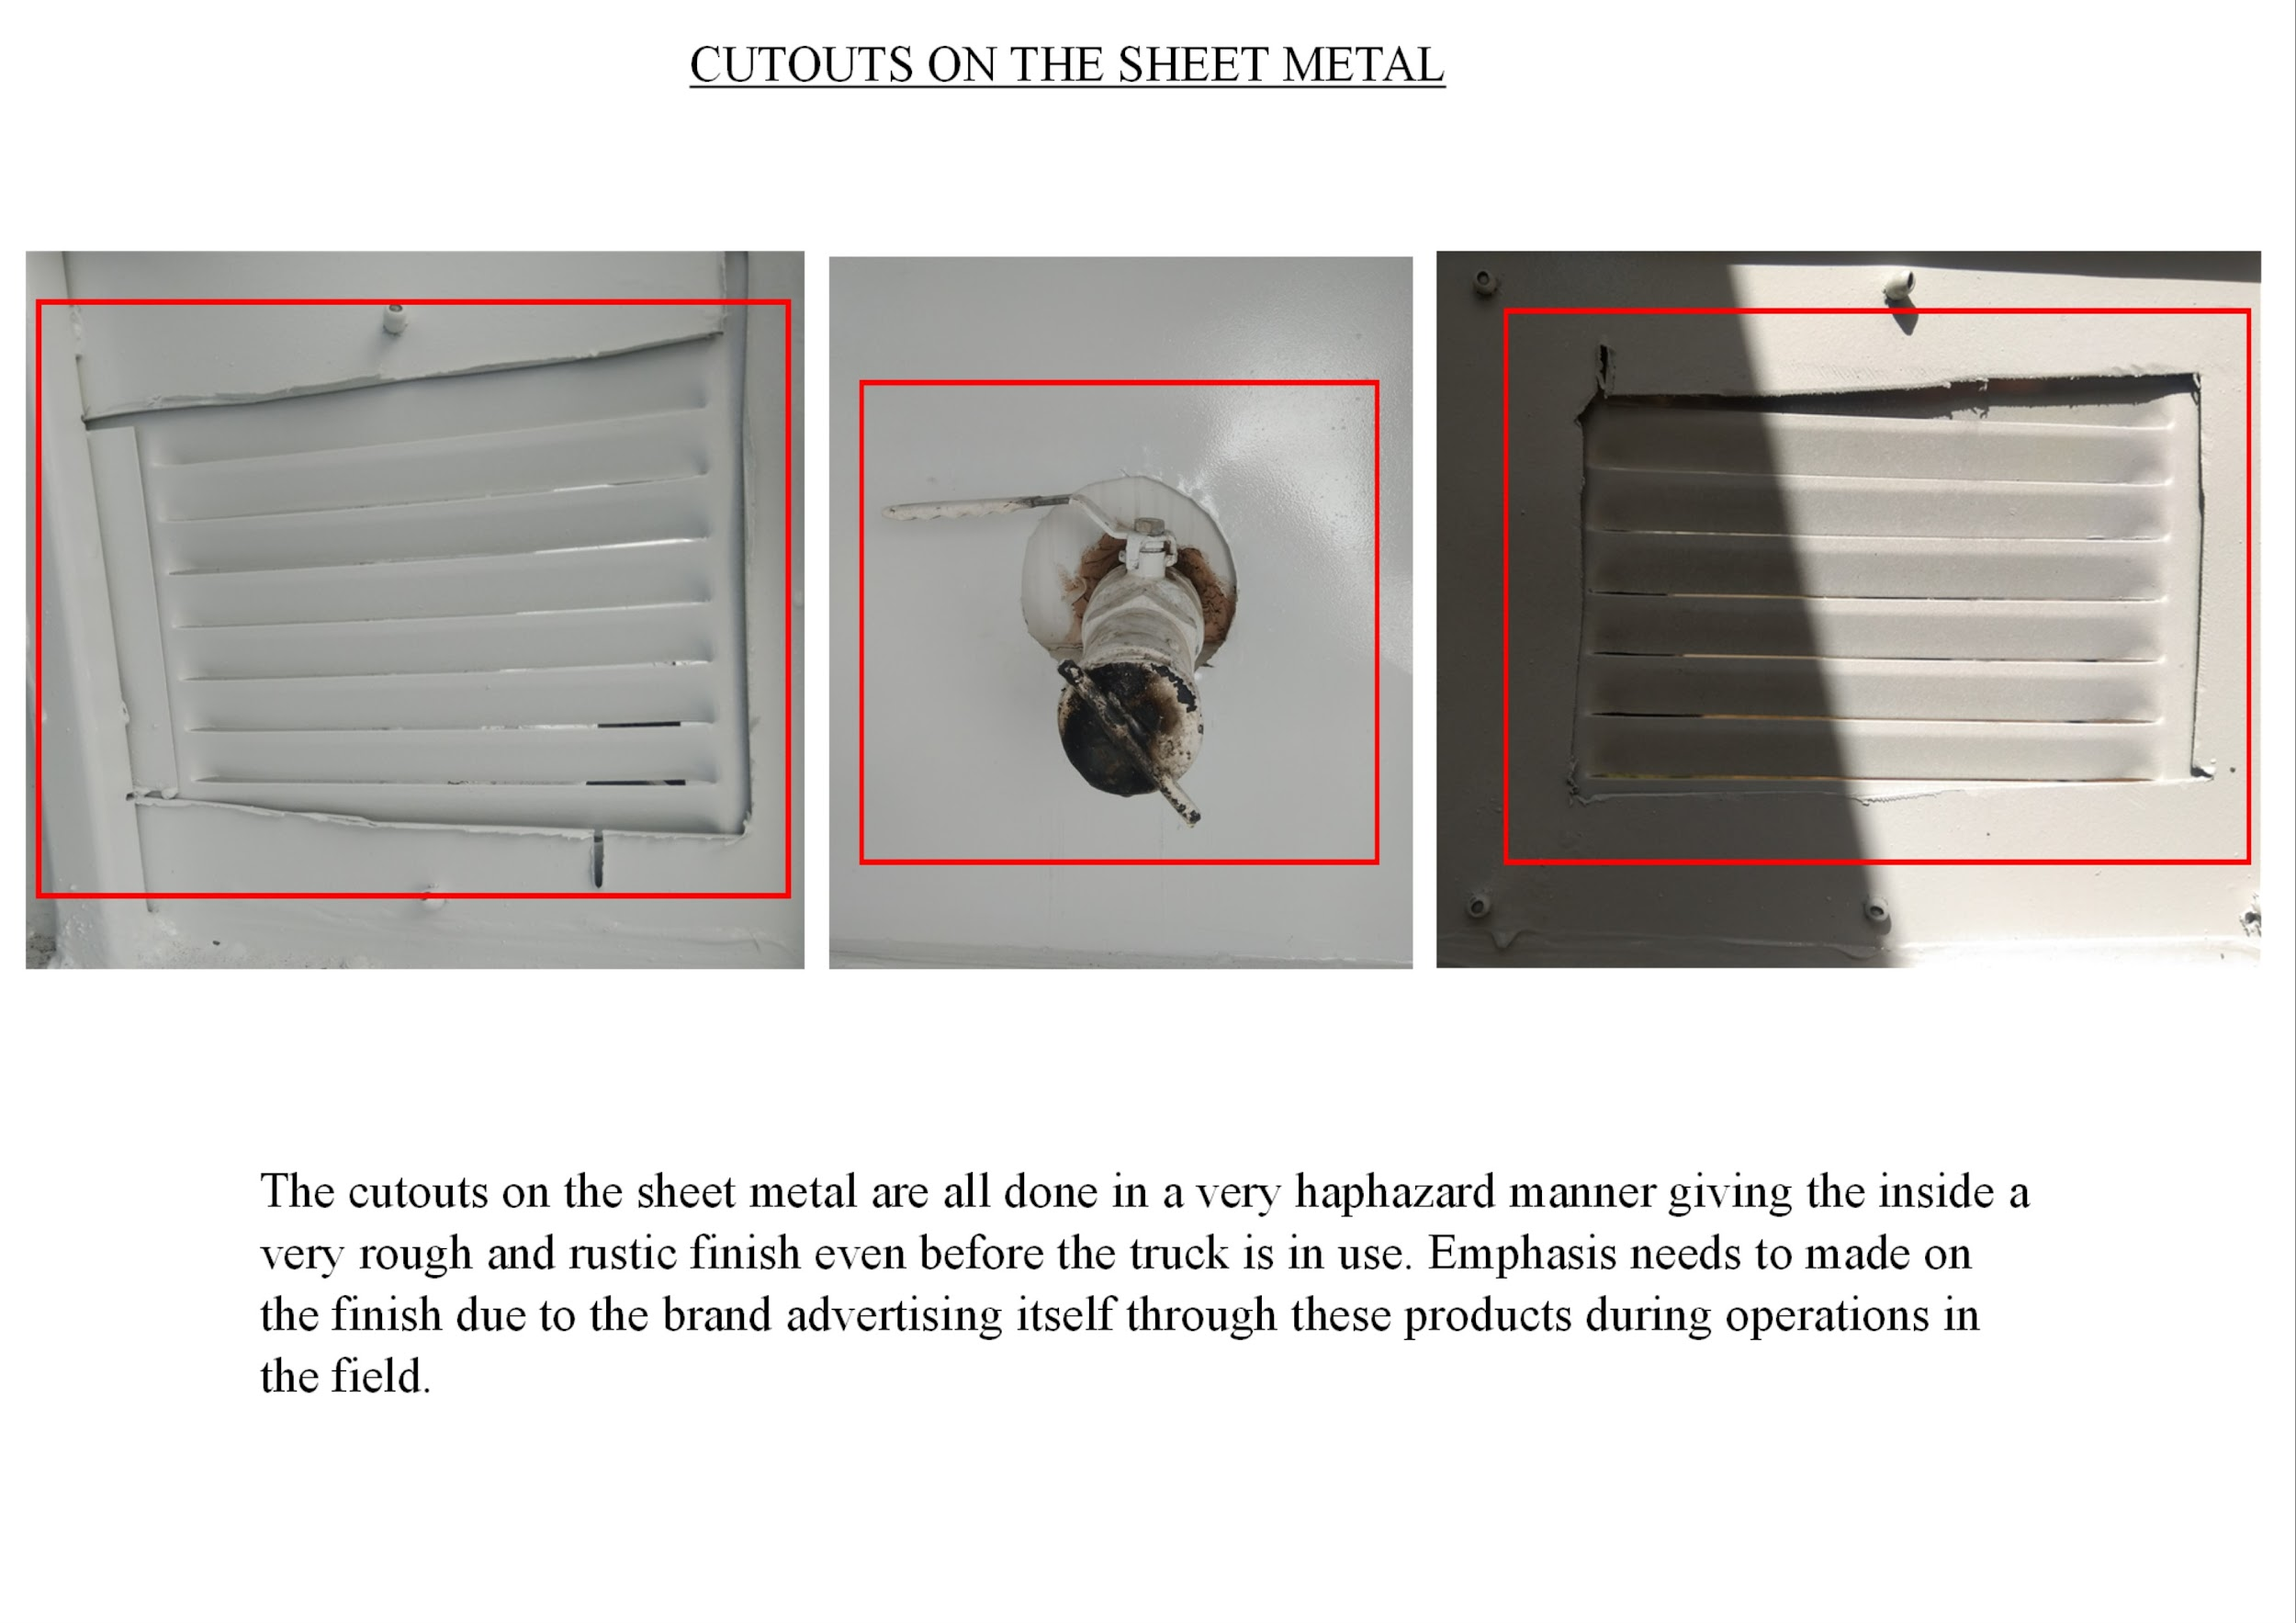 CUTOUTS ON THE SHEET METAL
The cutouts on the sheet metal are all done in a very haphazard manner giving the inside a
very rough and rustic finish even before the truck is in use. Emphasis needs to made on
the finish due to the brand advertising itself through these products during operations in
the field.